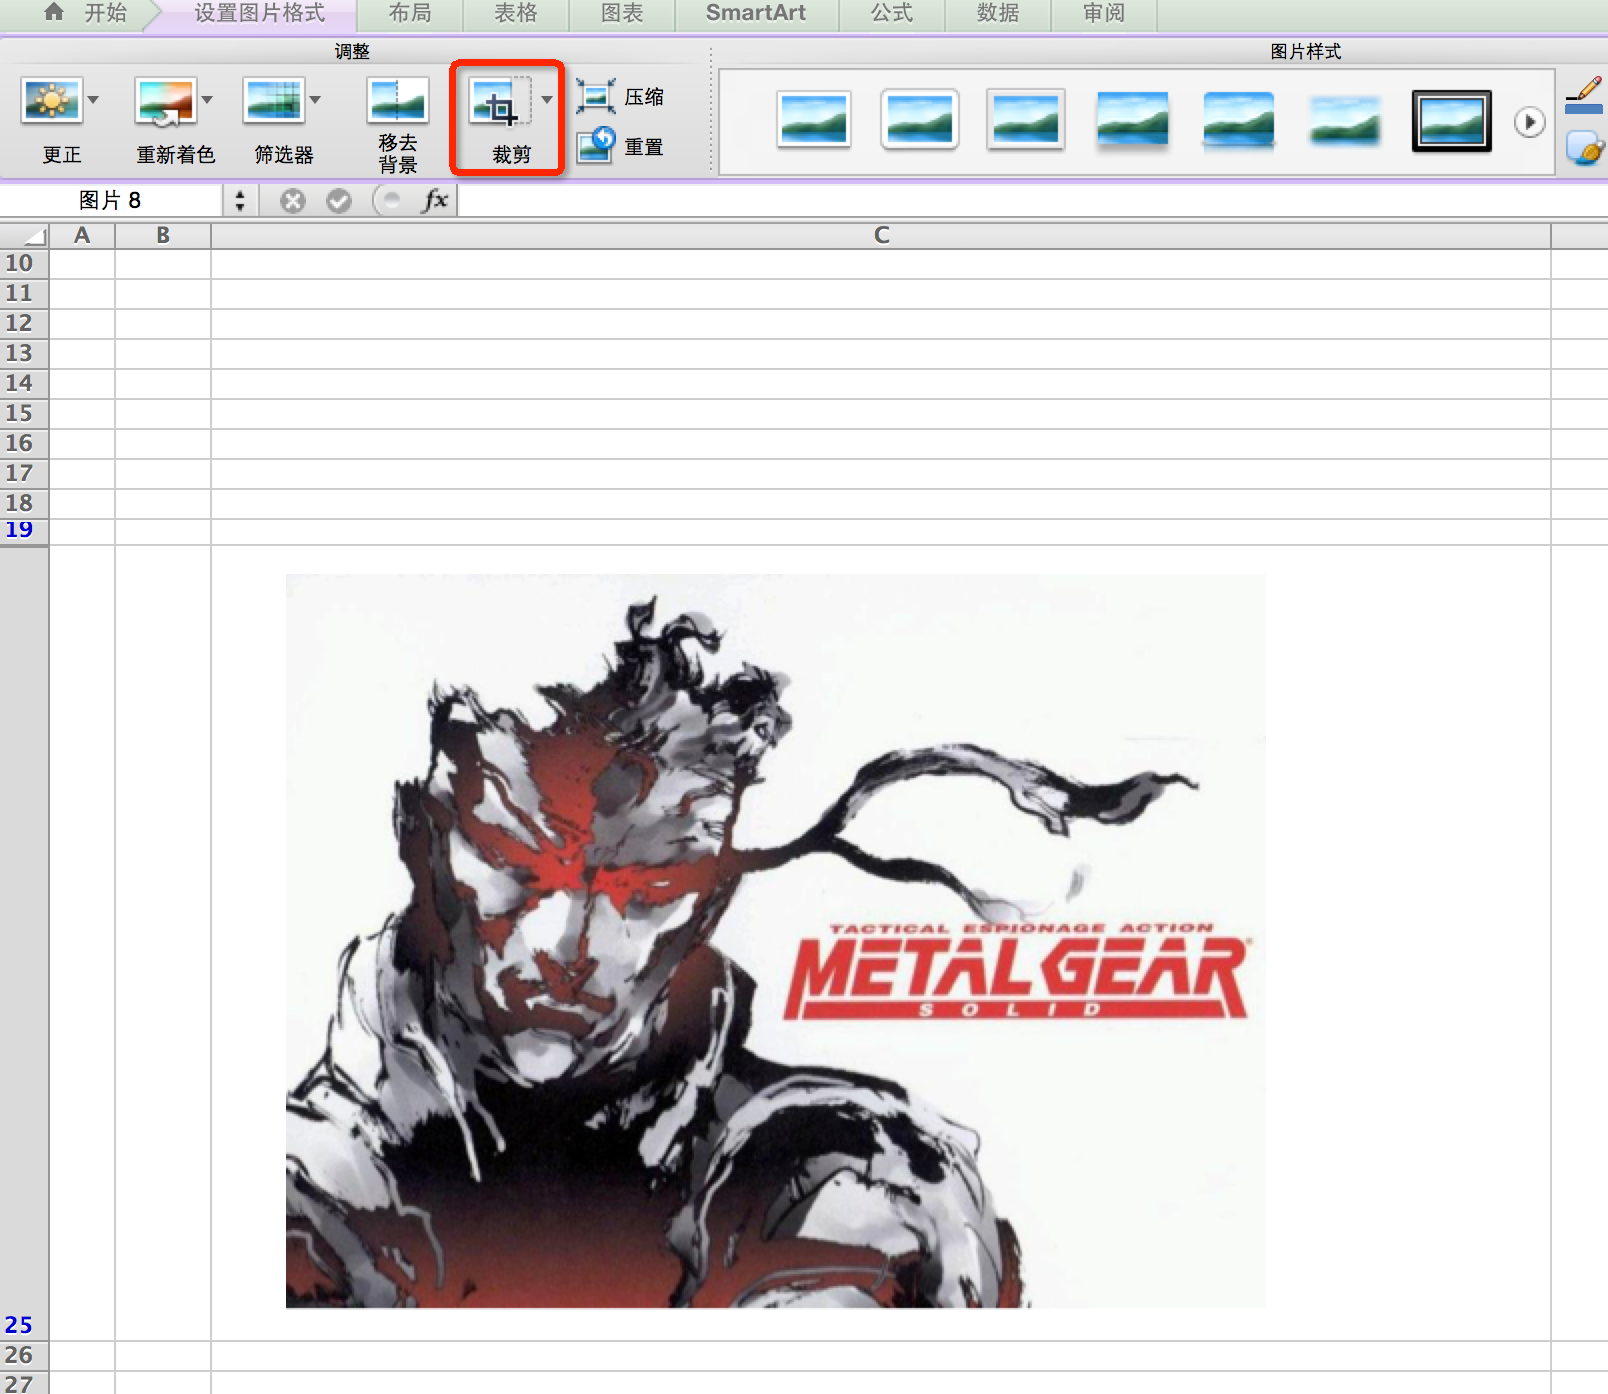 开始 设置图片格式 布局 表格 图表 SmartArt 公式 数据 审阅
调整 图片样式
更正 重新着色 筛选器 移去背景 裁剪 压缩 重置
图片 8 fx
A B C
10
11
12
13
14
15
16
17
18
19
TACTICAL ESPIONAGE ACTION
METAL GEAR
SOLID
25
26
27